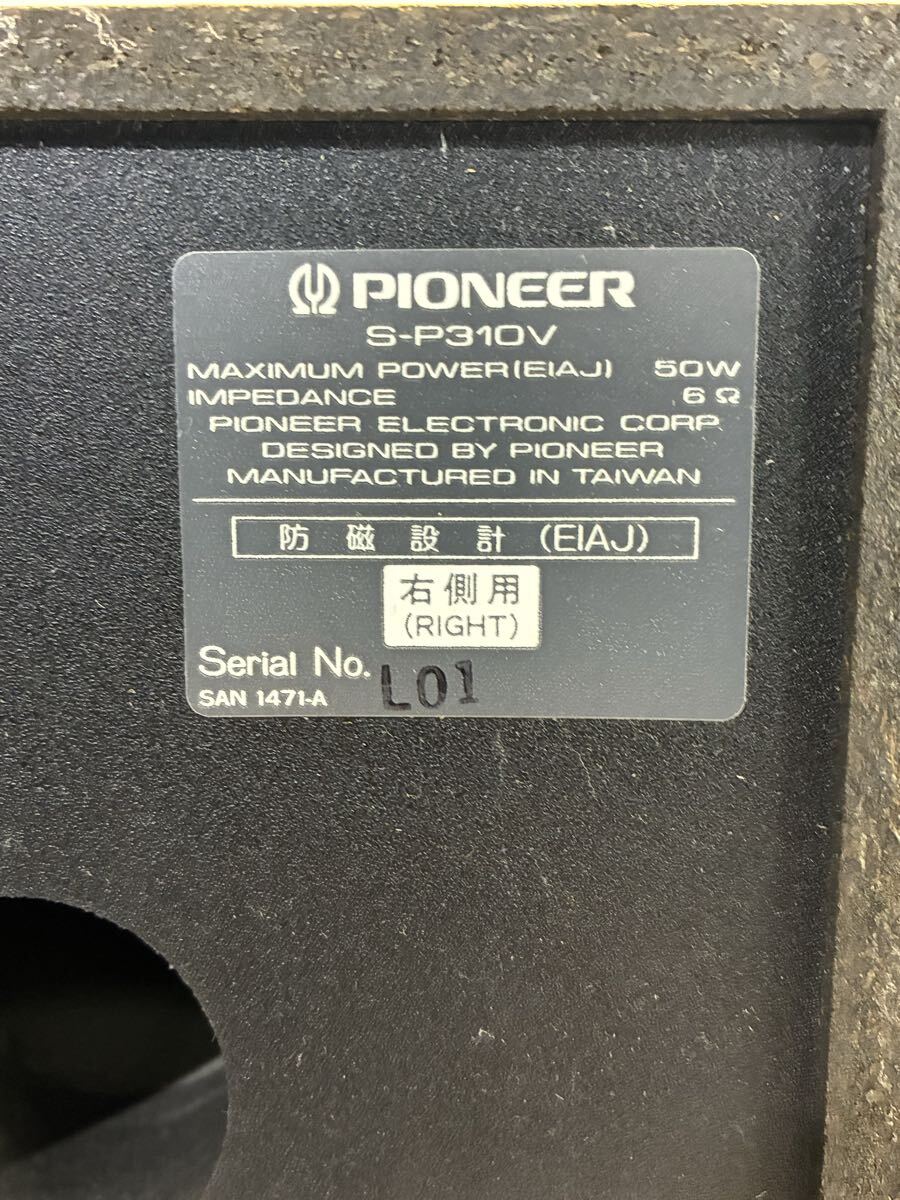 PIONEER
S-P310V
MAXIMUM POWER(EIAJ) 50W
IMPEDANCE 6Ω
PIONEER ELECTRONIC CORP.
DESIGNED BY PIONEER
MANUFACTURED IN TAIWAN
防磁設計(EIAJ)
右側用
(RIGHT)
Serial No. L01
SAN 1471-A